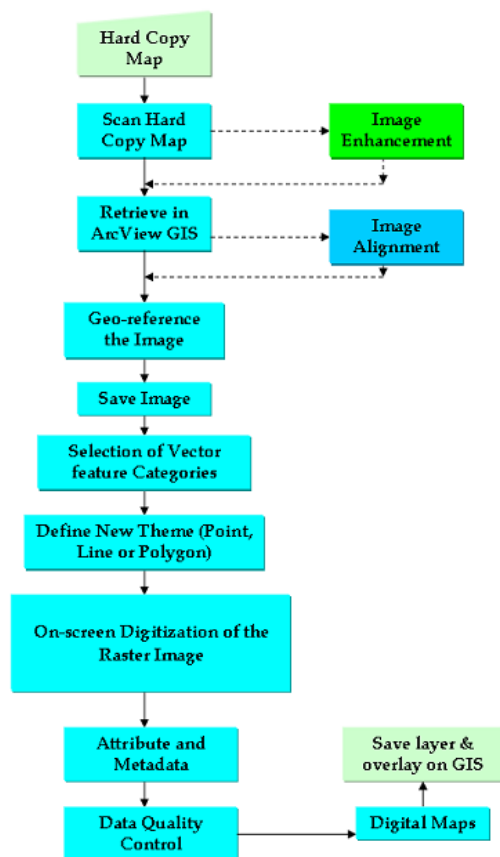 Hard Copy
Map
Scan Hard
Copy Map
Image
Enhancement
Retrieve in
ArcView GIS
Image
Alignment
Geo-reference
the Image
Save Image
Selection of Vector
feature Categories
Define New Theme (Point,
Line or Polygon)
On-screen Digitization of the
Raster Image
Attribute and
Metadata
Save layer &
overlay on GIS
Data Quality
Control
Digital Maps